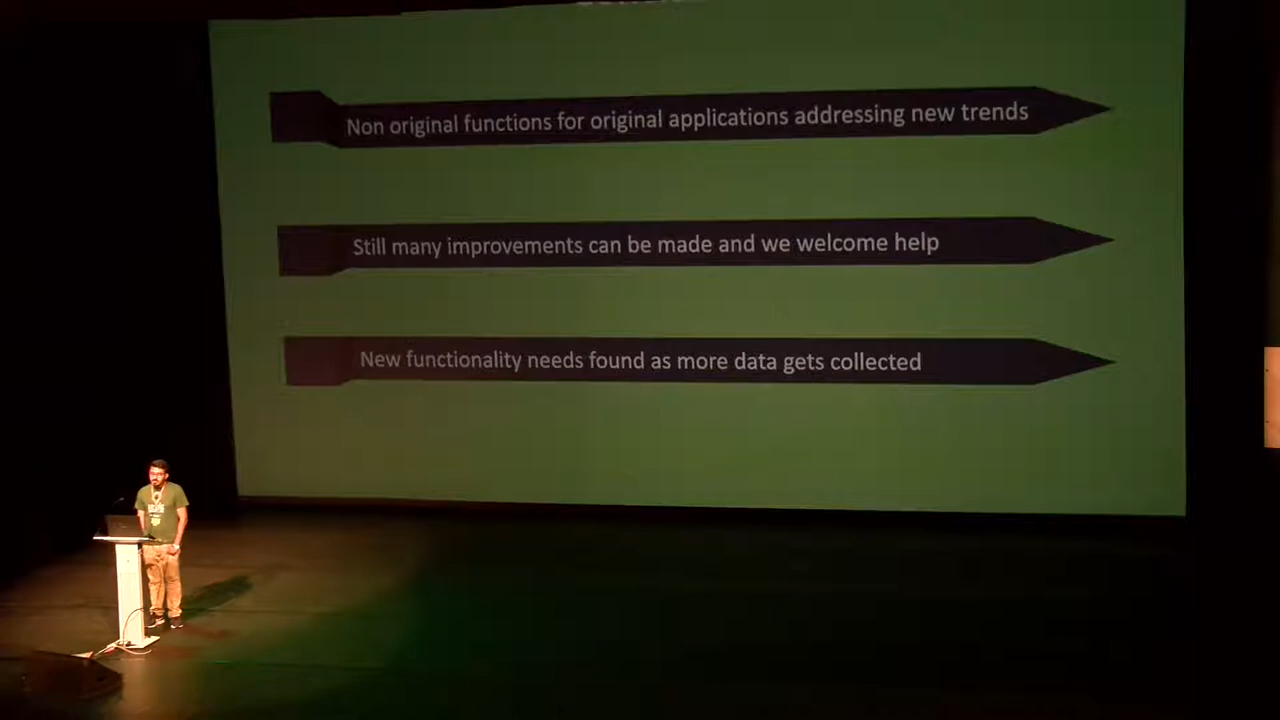 Non original functions for original applications addressing new trends
Still many improvements can be made and we welcome help
New functionality needs found as more data gets collected